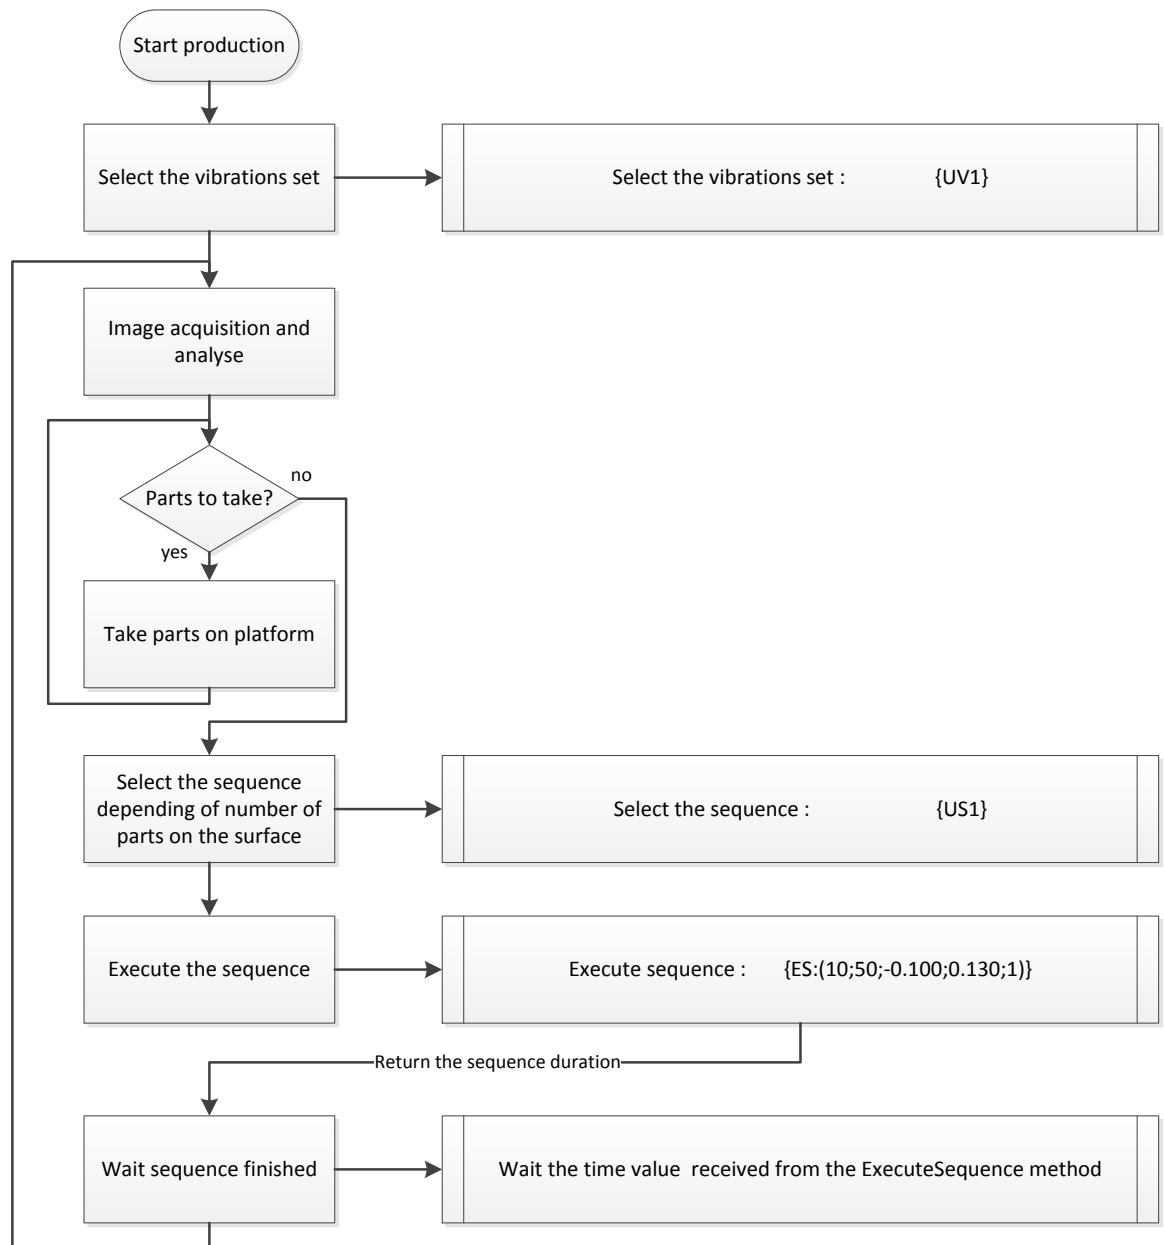 Start production
Select the vibrations set
Select the vibrations set : {UV1}
Image acquisition and
analyse
Parts to take?
no
yes
Take parts on platform
Select the sequence
depending of number of
parts on the surface
Select the sequence : {US1}
Execute the sequence
Execute sequence : {ES:(10;50;-0.100;0.130;1)}
Return the sequence duration
Wait sequence finished
Wait the time value received from the ExecuteSequence method